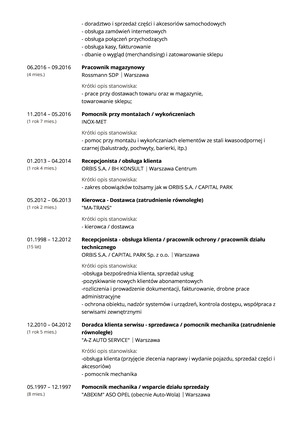 - doradztwo i sprzedaż części i akcesoriów samochodowych
- obsługa zamówień internetowych
- obsługa połączeń przychodzących
- obsługa kasy, fakturowanie
- dbanie o wygląd (merchandising) i zatowarowanie sklepu
06.2016 – 09.2016
(4 mies.)
Pracownik magazynowy
Rossmann SDP | Warszawa
Krótki opis stanowiska:
- prace przy dostawach towaru oraz w magazynie,
towarowanie sklepu;
11.2014 – 05.2016
(1 rok 7 mies.)
Pomocnik przy montażach / wykończeniach
INOX-MET
Krótki opis stanowiska:
- pomoc przy montażu i wykończaniach elementów ze stali kwasoodpornej i
czarnej (balustrady, pochwyty, barierki, itp.)
01.2013 – 04.2014
(1 rok 4 mies.)
Recepcjonista / obsługa klienta
ORBIS S.A. / BH KONSULT | Warszawa Centrum
Krótki opis stanowiska:
- zakres obowiązków tożsamy jak w ORBIS S.A. / CAPITAL PARK
05.2012 – 06.2013
(1 rok 2 mies.)
Kierowca - Dostawca (zatrudnienie równoległe)
"MA-TRANS"
Krótki opis stanowiska:
- kierowca / dostawca
01.1998 – 12.2012
(15 lat)
Recepcjonista - obsługa klienta / pracownik ochrony / pracownik działu
technicznego
ORBIS S.A. / CAPITAL PARK Sp. z o.o. | Warszawa
Krótki opis stanowiska:
-obsługa bezpośrednia klienta, sprzedaż usług
-pozyskiwanie nowych klientów abonamentowych
-rozliczenia i prowadzenie dokumentacji, fakturowanie, drobne prace
administracyjne
- ochrona obiektu, nadzór systemów i urządzeń, kontrola dostępu, współpraca z
serwisami zewnętrznymi
12.2010 – 04.2012
(1 rok 5 mies.)
Doradca klienta serwisu - sprzedawca / pomocnik mechanika (zatrudnienie
równoległe)
"A-Z AUTO SERVICE" | Warszawa
Krótki opis stanowiska:
-obsługa klienta (przyjęcie zlecenia naprawy i wydanie pojazdu, sprzedaż części i
akcesoriów)
- pomocnik mechanika
05.1997 – 12.1997
(8 mies.)
Pomocnik mechanika / wsparcie działu sprzedaży
"ABEXIM" ASO OPEL (obecnie Auto-Wola) | Warszawa